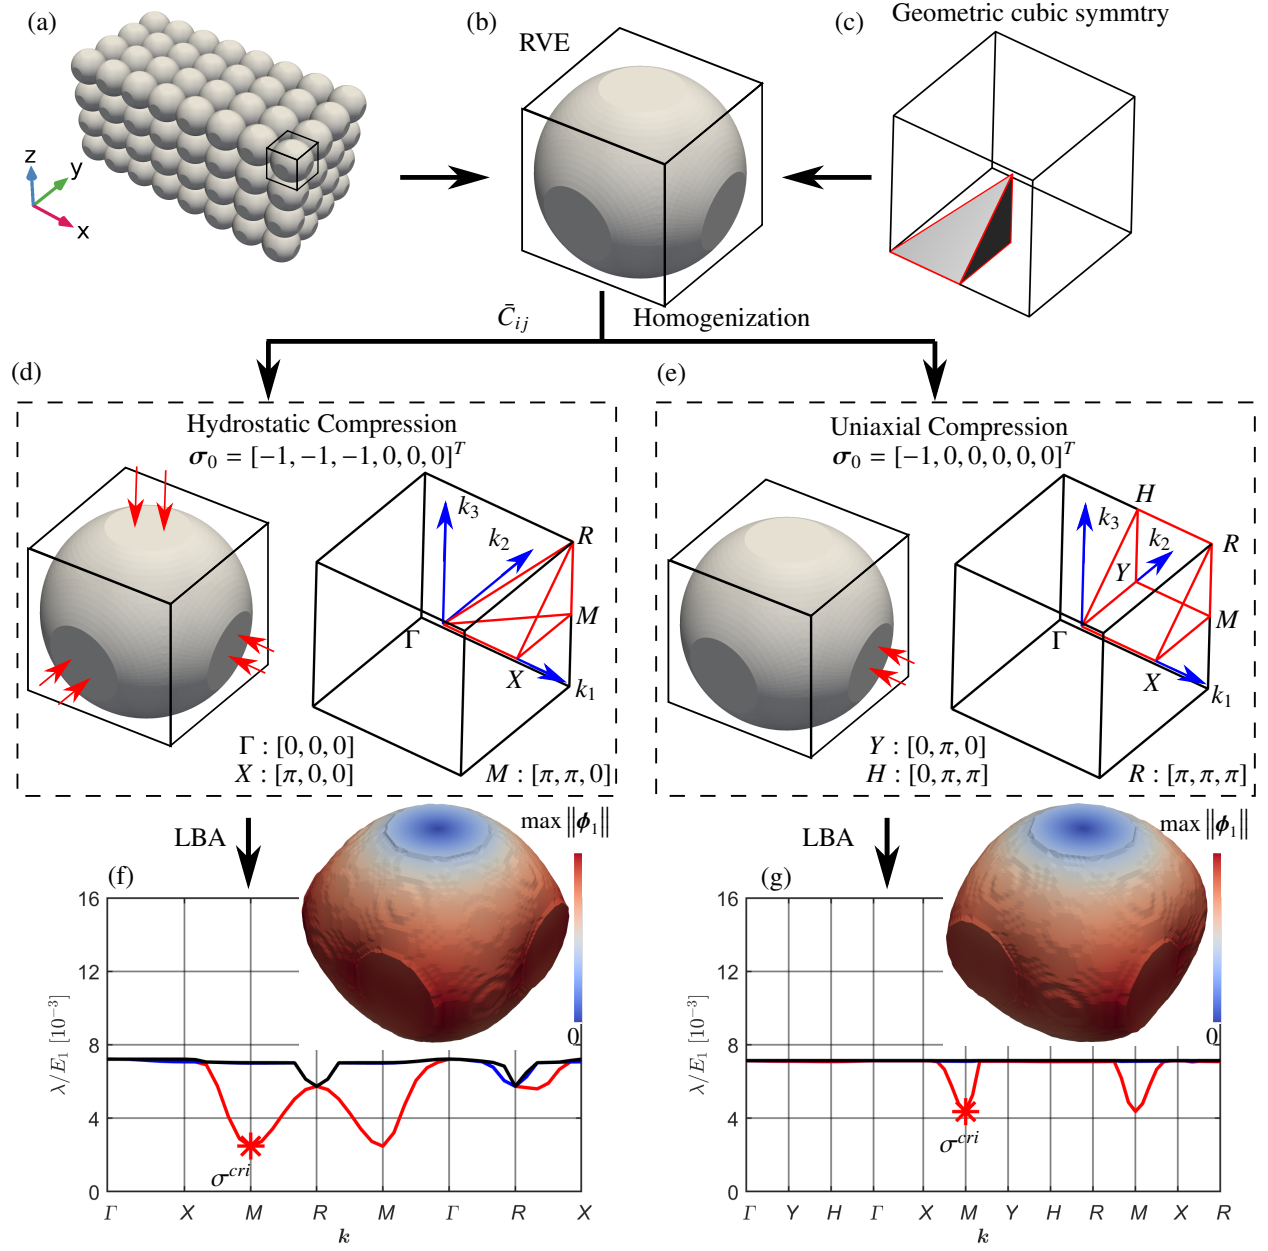 (a)
(b)
Geometric cubic symmtry
RVE
(c)
z
y
x
C̄ij
Homogenization
(d)
(e)
Hydrostatic Compression
σ₀ = [−1, −1, −1, 0, 0, 0]ᵀ
k₃
k₂
R
M
Γ
X
k₁
Γ : [0, 0, 0]
X : [π, 0, 0]
M : [π, π, 0]
Uniaxial Compression
σ₀ = [−1, 0, 0, 0, 0, 0]ᵀ
H
k₃
k₂
R
Y
M
Γ
X
k₁
Y : [0, π, 0]
H : [0, π, π]
R : [π, π, π]
LBA
max ‖ϕ₁‖
0
(f)
16
12
8
4
0
λ/E₁ [10⁻³]
σᶜʳⁱ
Γ X M R M Γ R X
k
LBA
max ‖ϕ₁‖
0
(g)
16
12
8
4
0
λ/E₁ [10⁻³]
σᶜʳⁱ
Γ Y H Γ X M Y H R M X R
k